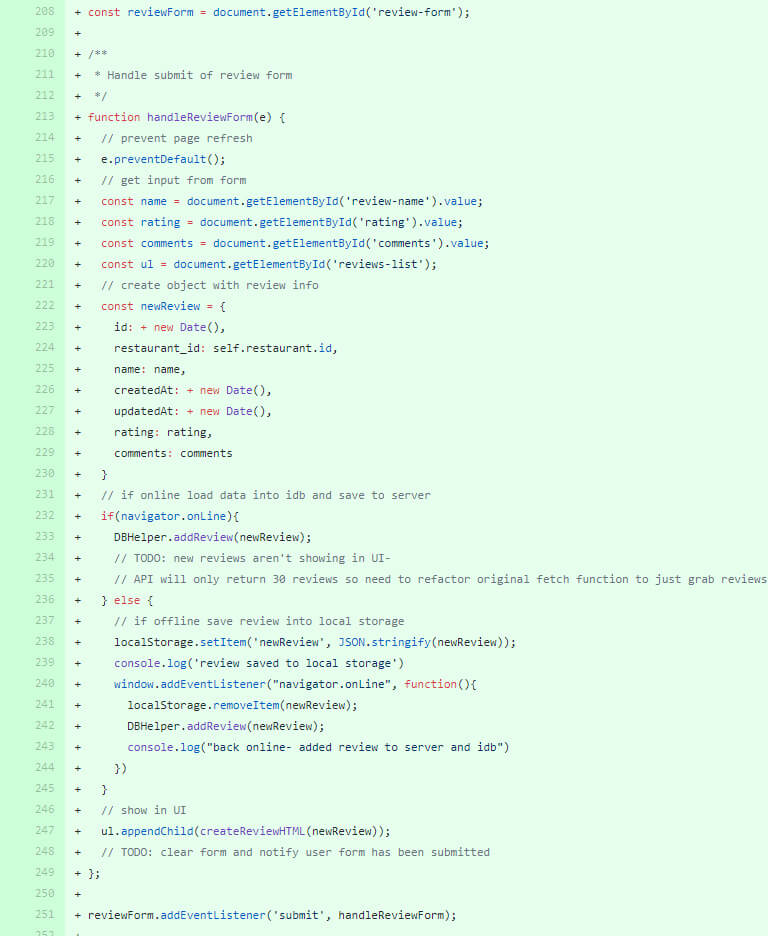 208 + const reviewForm = document.getElementById('review-form');
209 +
210 + /**
211 +  * Handle submit of review form
212 +  */
213 + function handleReviewForm(e) {
214 +   // prevent page refresh
215 +   e.preventDefault();
216 +   // get input from form
217 +   const name = document.getElementById('review-name').value;
218 +   const rating = document.getElementById('rating').value;
219 +   const comments = document.getElementById('comments').value;
220 +   const ul = document.getElementById('reviews-list');
221 +   // create object with review info
222 +   const newReview = {
223 +     id: + new Date(),
224 +     restaurant_id: self.restaurant.id,
225 +     name: name,
226 +     createdAt: + new Date(),
227 +     updatedAt: + new Date(),
228 +     rating: rating,
229 +     comments: comments
230 +   }
231 +   // if online load data into idb and save to server
232 +   if(navigator.onLine){
233 +     DBHelper.addReview(newReview);
234 +     // TODO: new reviews aren't showing in UI-
235 +     // API will only return 30 reviews so need to refactor original fetch function to just grab reviews
236 +   } else {
237 +     // if offline save review into local storage
238 +     localStorage.setItem('newReview', JSON.stringify(newReview));
239 +     console.log('review saved to local storage')
240 +     window.addEventListener("navigator.onLine", function(){
241 +       localStorage.removeItem(newReview);
242 +       DBHelper.addReview(newReview);
243 +       console.log("back online- added review to server and idb")
244 +     })
245 +   }
246 +   // show in UI
247 +   ul.appendChild(createReviewHTML(newReview));
248 +   // TODO: clear form and notify user form has been submitted
249 + };
250 +
251 + reviewForm.addEventListener('submit', handleReviewForm);
252 +